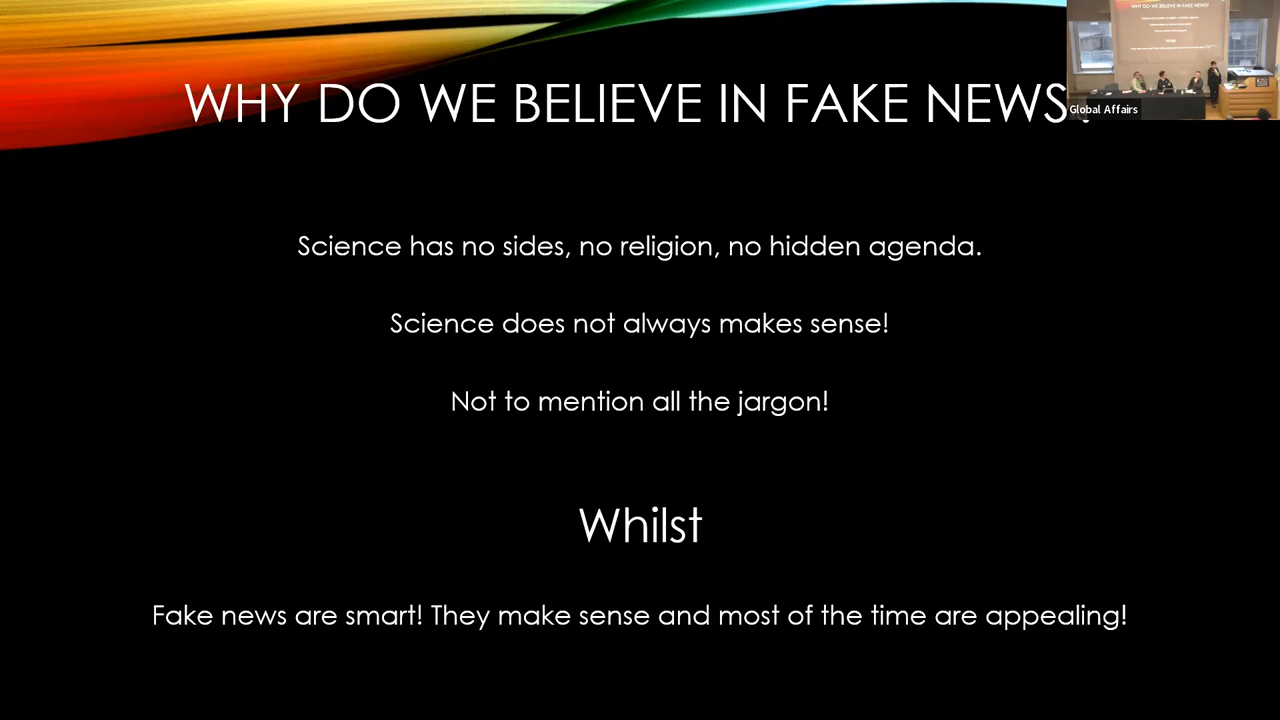 WHY DO WE BELIEVE IN FAKE NEWS?
Global Affairs
Science has no sides, no religion, no hidden agenda.
Science does not always makes sense!
Not to mention all the jargon!
Whilst
Fake news are smart! They make sense and most of the time are appealing!